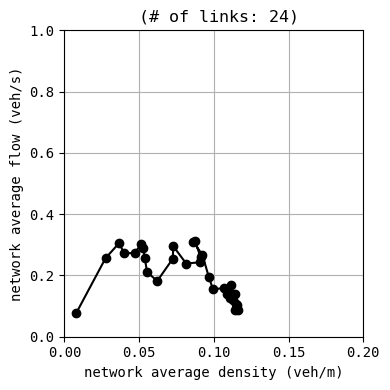 (# of links: 24)
1.0
0.8
0.6
0.4
0.2
0.0
network average flow (veh/s)
0.00 0.05 0.10 0.15 0.20
network average density (veh/m)